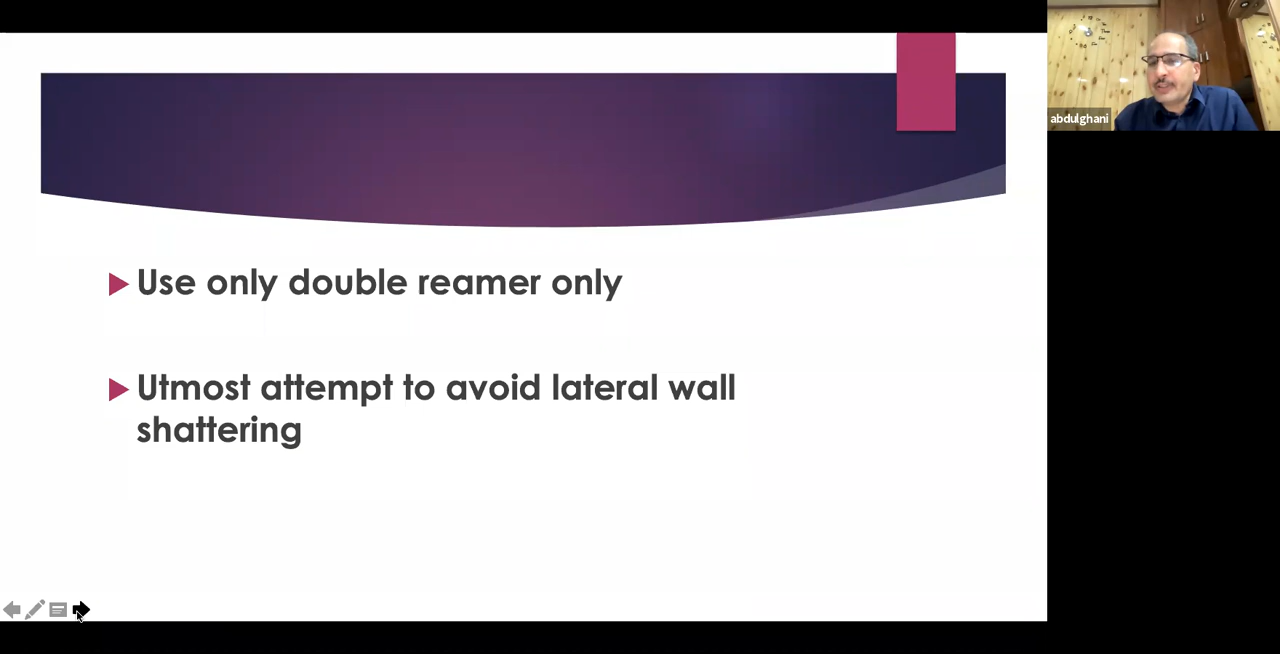 abdulghani
Use only double reamer only
Utmost attempt to avoid lateral wall
shattering